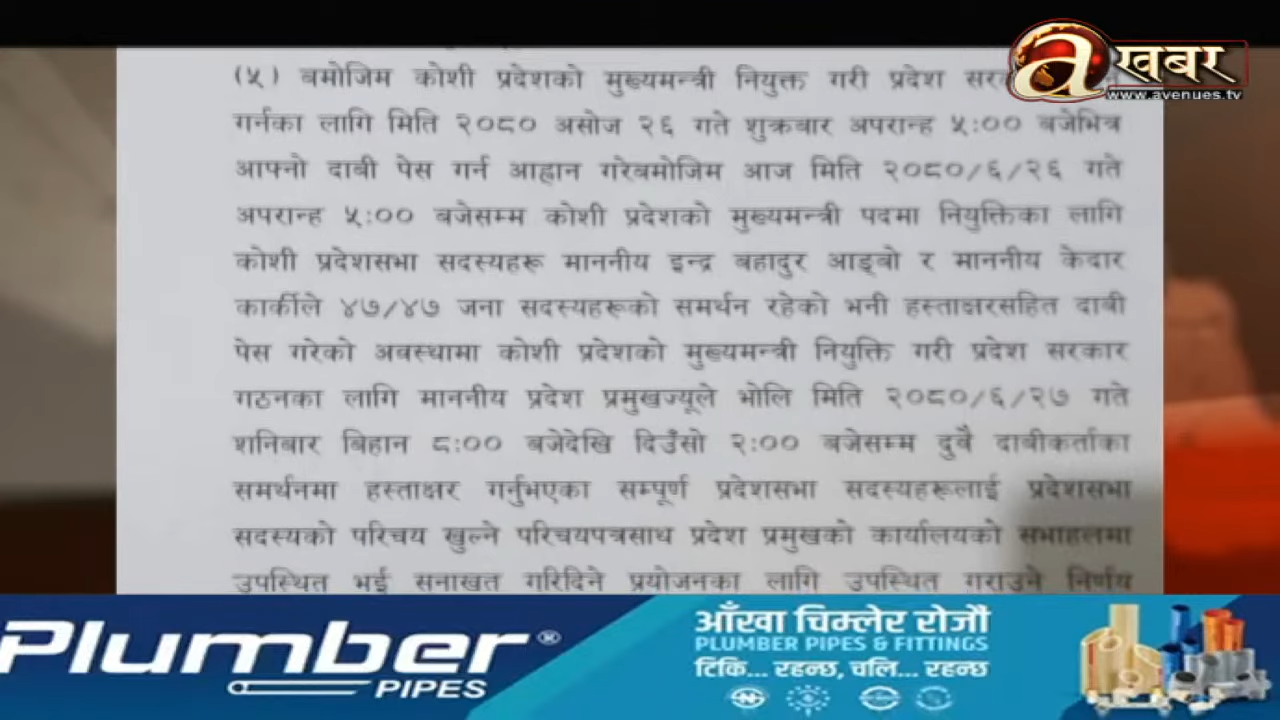 a खबर
www.avenues.tv
(५) बमोजिम कोशी प्रदेशको मुख्यमन्त्री नियुक्त गरी प्रदेश
गर्नका लागि मिति २०८० असोज २६ गते शुक्रबार अपरान्ह ५:०० बजेभित्र
आफ्नो दाबी पेस गर्न आह्वान गरेबमोजिम आज मिति २०८०/६/२६ गते
अपरान्ह ५:०० बजेसम्म कोशी प्रदेशको मुख्यमन्त्री पदमा नियुक्तिका लागि
कोशी प्रदेशसभा सदस्यहरू माननीय इन्द्र बहादुर आङ्बो र माननीय केदार
कार्कीले ४७/४७ जना सदस्यहरूको समर्थन रहेको भनी हस्ताक्षरसहित दाबी
पेस गरेको अवस्थामा कोशी प्रदेशको मुख्यमन्त्री नियुक्ति गरी प्रदेश सरकार
गठनका लागि माननीय प्रदेश प्रमुखज्यूले भोलि मिति २०८०/६/२७ गते
शनिबार बिहान ८:०० बजेदेखि दिउँसो २:०० बजेसम्म दुवै दाबीकर्ताका
समर्थनमा हस्ताक्षर गर्नुभएका सम्पूर्ण प्रदेशसभा सदस्यहरूलाई प्रदेशसभा
सदस्यको परिचय खुल्ने परिचयपत्रसाथ प्रदेश प्रमुखको कार्यालयको सभाहलमा
उपस्थित भई सनाखत गरिदिने प्रयोजनका लागि उपस्थित गराउने निर्णय
Plumber®
PIPES
आँखा चिम्लेर रोजौ
PLUMBER PIPES & FITTINGS
टिकि... रहन्छ, चलि... रहन्छ